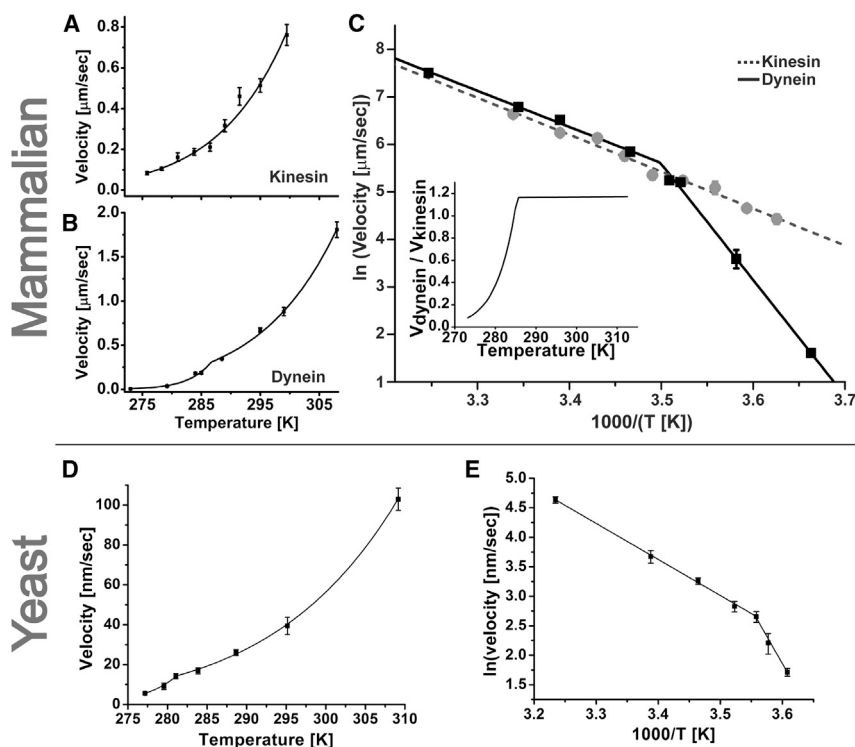 Mammalian
A
Velocity [μm/sec]
0.8
0.6
0.4
0.2
0.0
Kinesin
B
Velocity [μm/sec]
2.0
1.5
1.0
0.5
0.0
Dynein
275 285 295 305
Temperature [K]
C
ln (Velocity [μm/sec])
8
7
6
5
4
3
2
1
Kinesin
Dynein
Vdynein / Vkinesin
1.2
1.0
0.8
0.6
0.4
0.2
0.0
270 280 290 300 310
Temperature [K]
3.3 3.4 3.5 3.6 3.7
1000/(T [K])
Yeast
D
Velocity [nm/sec]
100
80
60
40
20
0
275 280 285 290 295 300 305 310
Temperature [K]
E
ln(velocity [nm/sec])
5.0
4.5
4.0
3.5
3.0
2.5
2.0
1.5
3.2 3.3 3.4 3.5 3.6
1000/T [K]